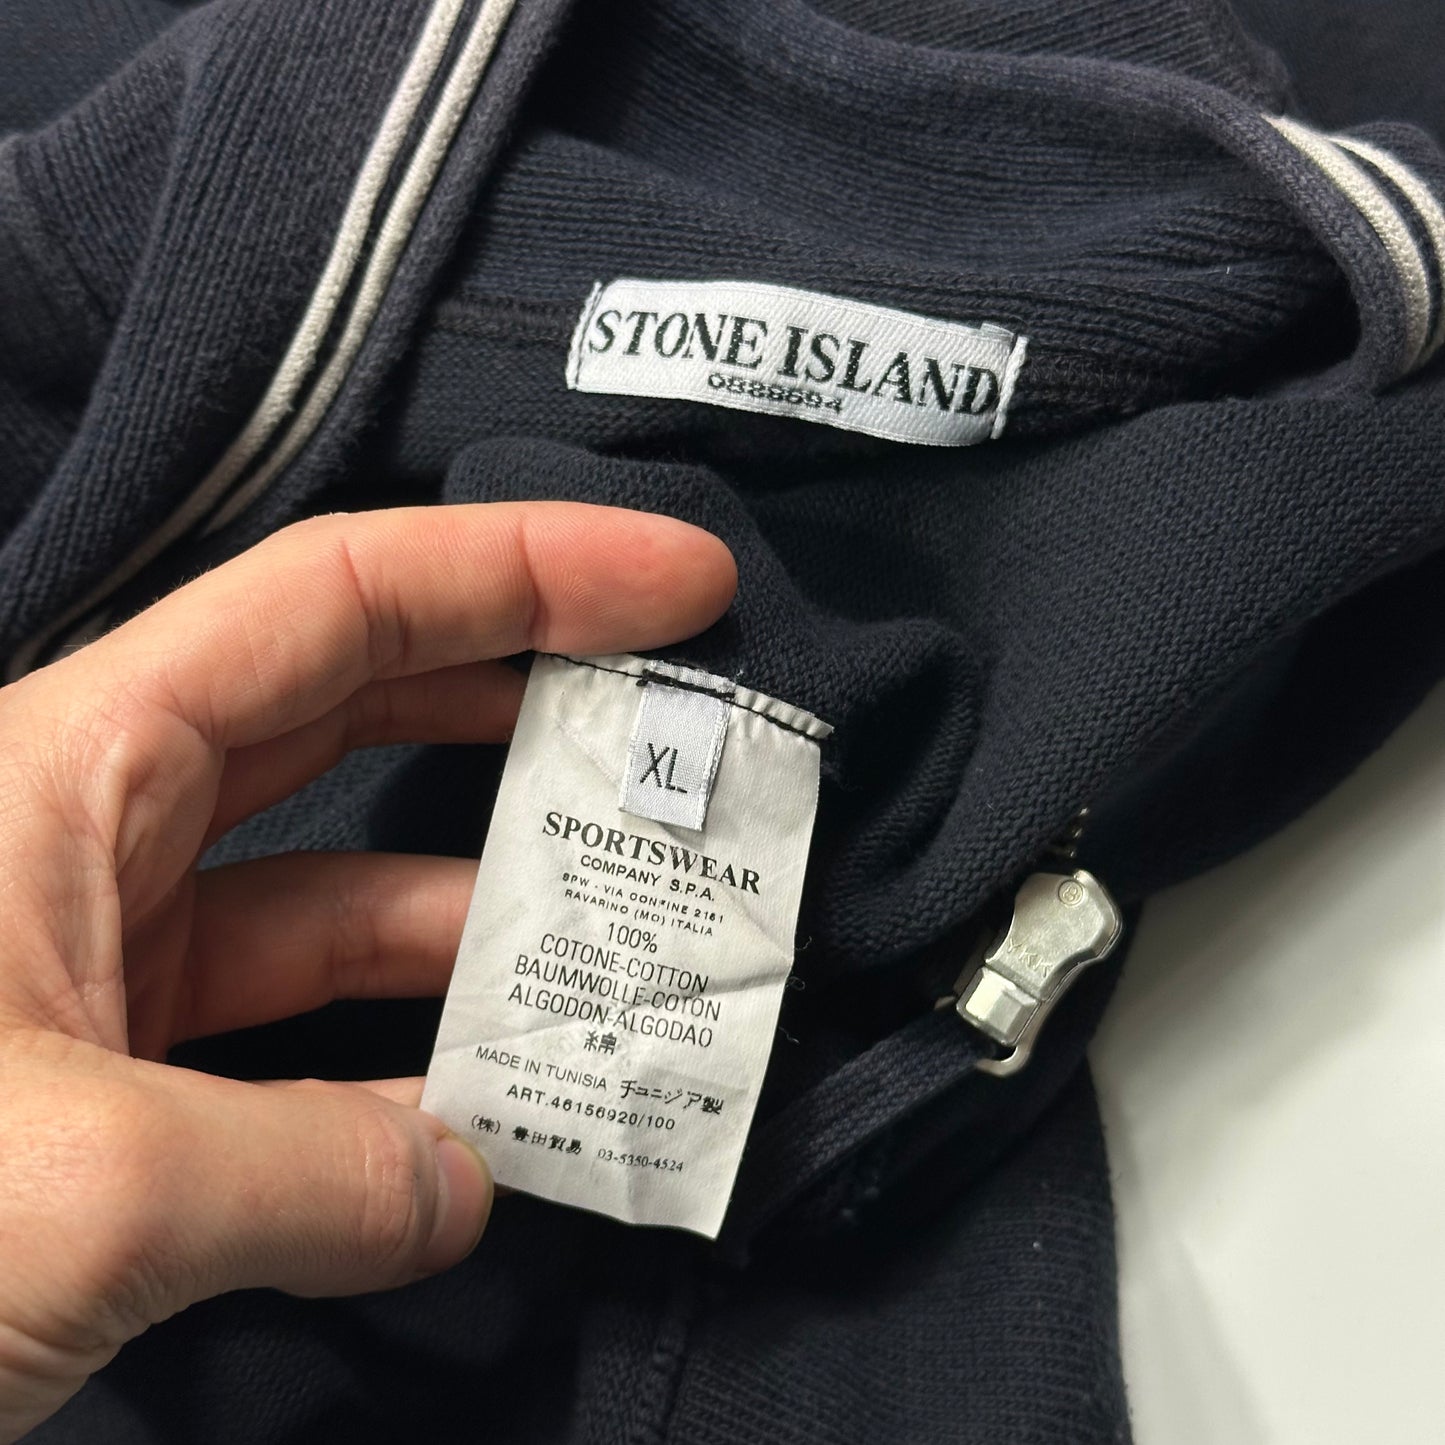 STONE ISLAND
0828694
XL
SPORTSWEAR
COMPANY S.P.A.
SPW - VIA CONFINE 2161
RAVARINO (MO) ITALIA
100%
COTONE-COTTON
BAUMWOLLE-COTON
ALGODON-ALGODAO
綿
MADE IN TUNISIA チュニジア製
ART.46156920/100
(株) 豊田貿易 03-5350-4524
8
YKK